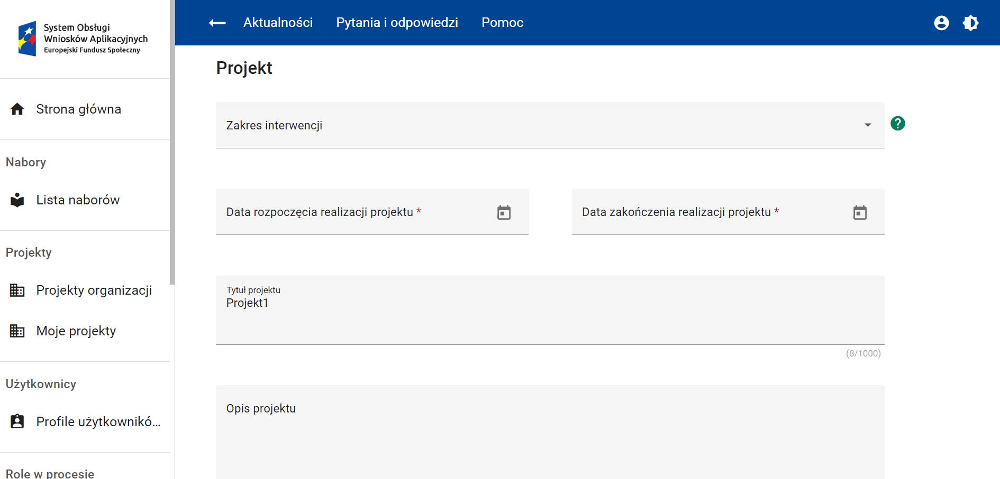 System Obsługi
Wniosków Aplikacyjnych
Europejski Fundusz Społeczny
Strona główna
Nabory
Lista naborów
Projekty
Projekty organizacji
Moje projekty
Użytkownicy
Profile użytkownikó...
Role w procesie
Aktualności Pytania i odpowiedzi Pomoc
Projekt
Zakres interwencji
?
Data rozpoczęcia realizacji projektu * Data zakończenia realizacji projektu *
Tytuł projektu
Projekt1
(8/1000)
Opis projektu